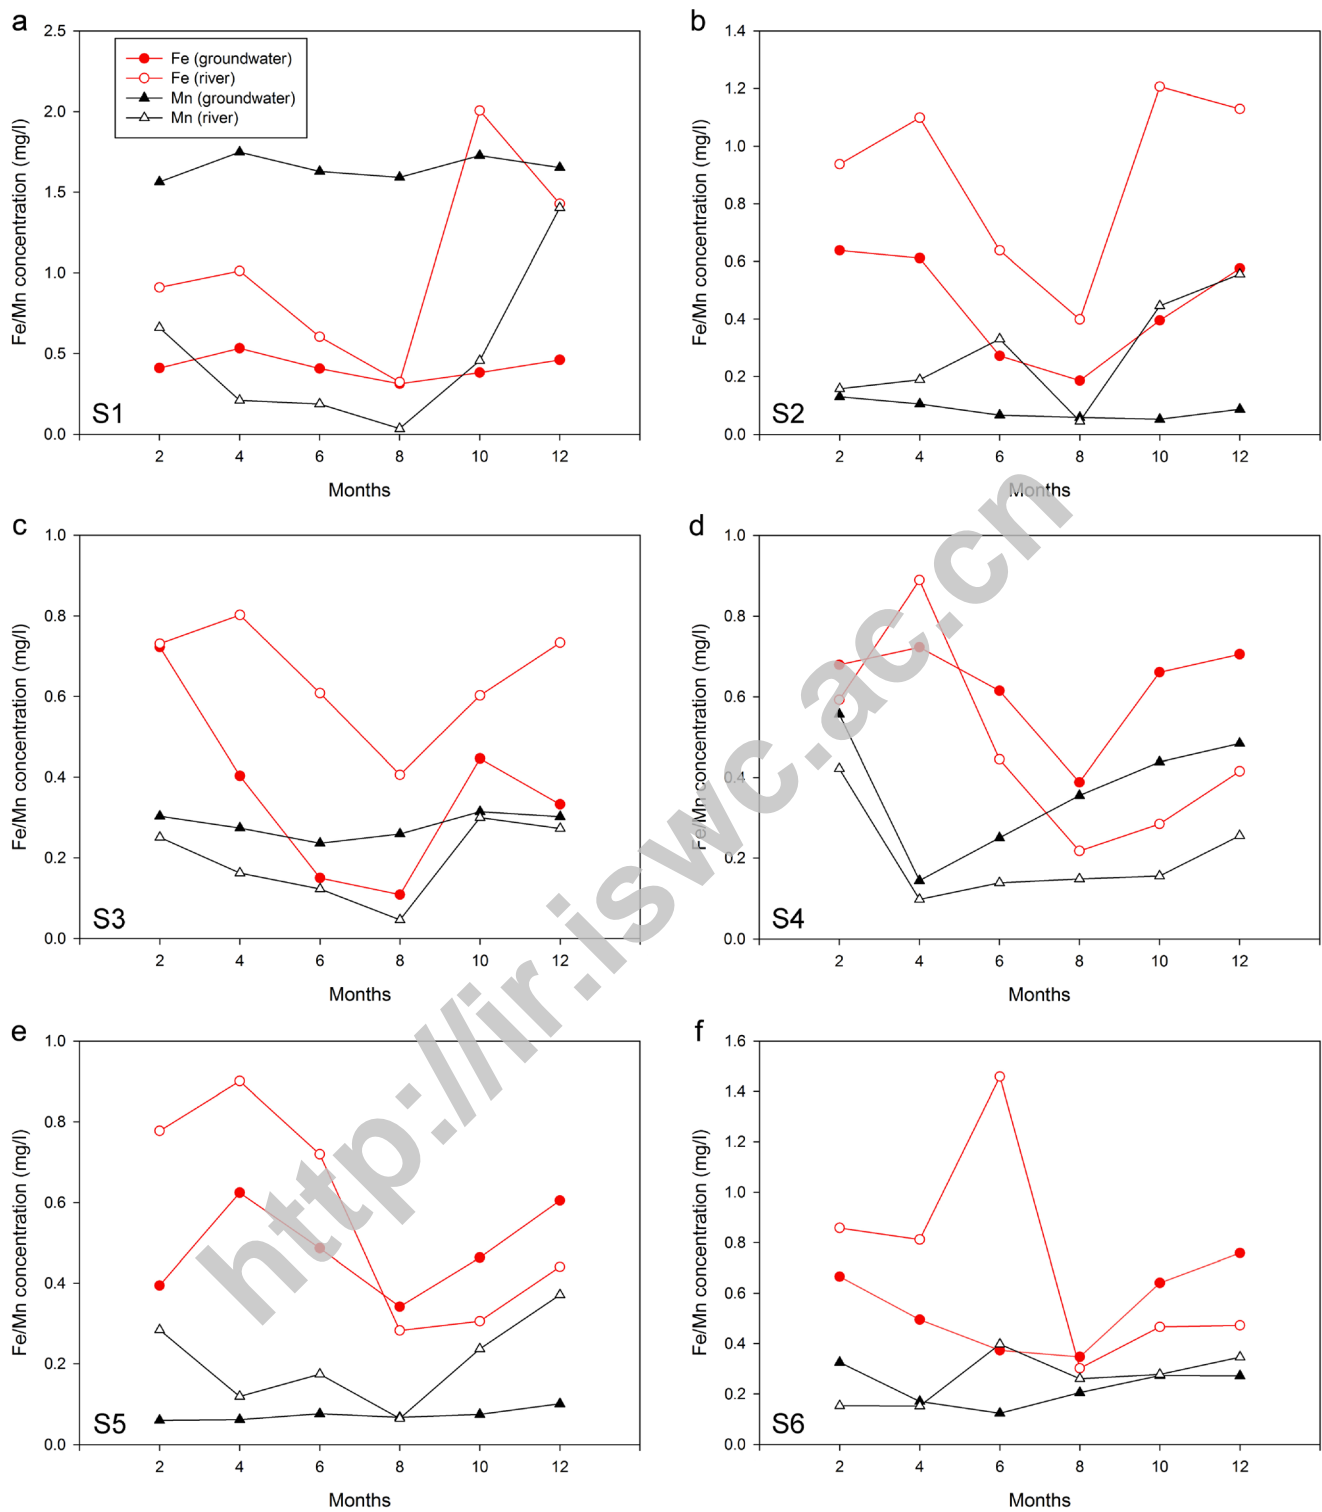 a
Fe/Mn concentration (mg/l)
2.5
2.0
1.5
1.0
0.5
0.0
Fe (groundwater)
Fe (river)
Mn (groundwater)
Mn (river)
S1
2 4 6 8 10 12
Months
b
Fe/Mn concentration (mg/l)
1.4
1.2
1.0
0.8
0.6
0.4
0.2
0.0
S2
2 4 6 8 10 12
Months
c
Fe/Mn concentration (mg/l)
1.0
0.8
0.6
0.4
0.2
0.0
S3
2 4 6 8 10 12
Months
d
Fe/Mn concentration (mg/l)
1.0
0.8
0.6
0.4
0.2
0.0
S4
2 4 6 8 10 12
Months
e
Fe/Mn concentration (mg/l)
1.0
0.8
0.6
0.4
0.2
0.0
S5
2 4 6 8 10 12
Months
f
Fe/Mn concentration (mg/l)
1.6
1.4
1.2
1.0
0.8
0.6
0.4
0.2
0.0
S6
2 4 6 8 10 12
Months
http://ir.iswc.ac.cn